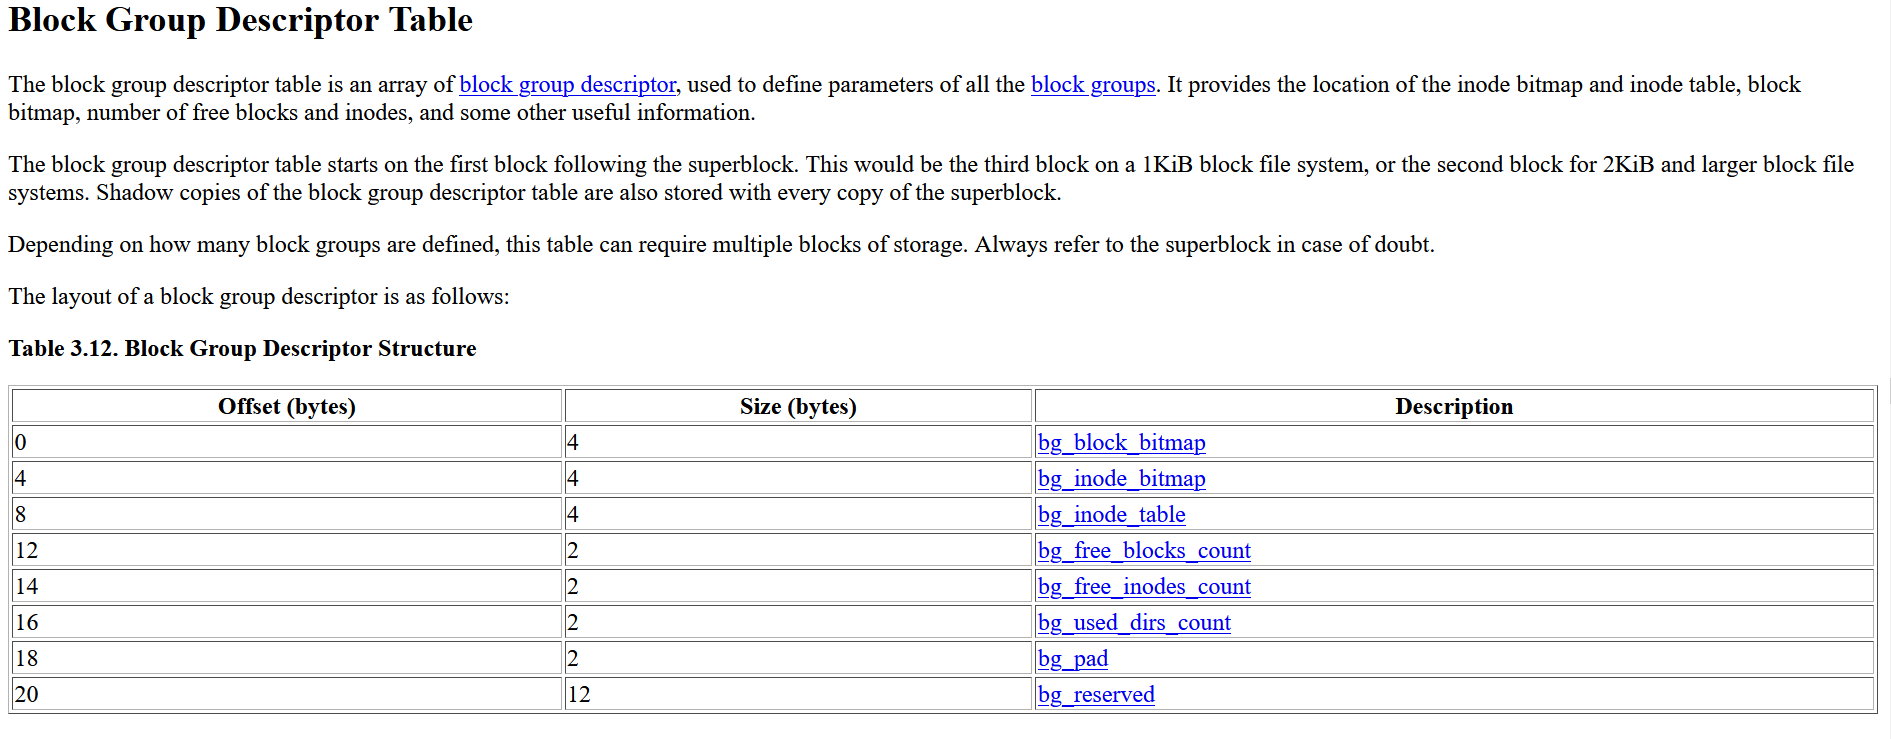 Block Group Descriptor Table
The block group descriptor table is an array of block group descriptor, used to define parameters of all the block groups. It provides the location of the inode bitmap and inode table, block
bitmap, number of free blocks and inodes, and some other useful information.
The block group descriptor table starts on the first block following the superblock. This would be the third block on a 1KiB block file system, or the second block for 2KiB and larger block file
systems. Shadow copies of the block group descriptor table are also stored with every copy of the superblock.
Depending on how many block groups are defined, this table can require multiple blocks of storage. Always refer to the superblock in case of doubt.
The layout of a block group descriptor is as follows:
Table 3.12. Block Group Descriptor Structure
Offset (bytes) Size (bytes) Description
0 4 bg_block_bitmap
4 4 bg_inode_bitmap
8 4 bg_inode_table
12 2 bg_free_blocks_count
14 2 bg_free_inodes_count
16 2 bg_used_dirs_count
18 2 bg_pad
20 12 bg_reserved